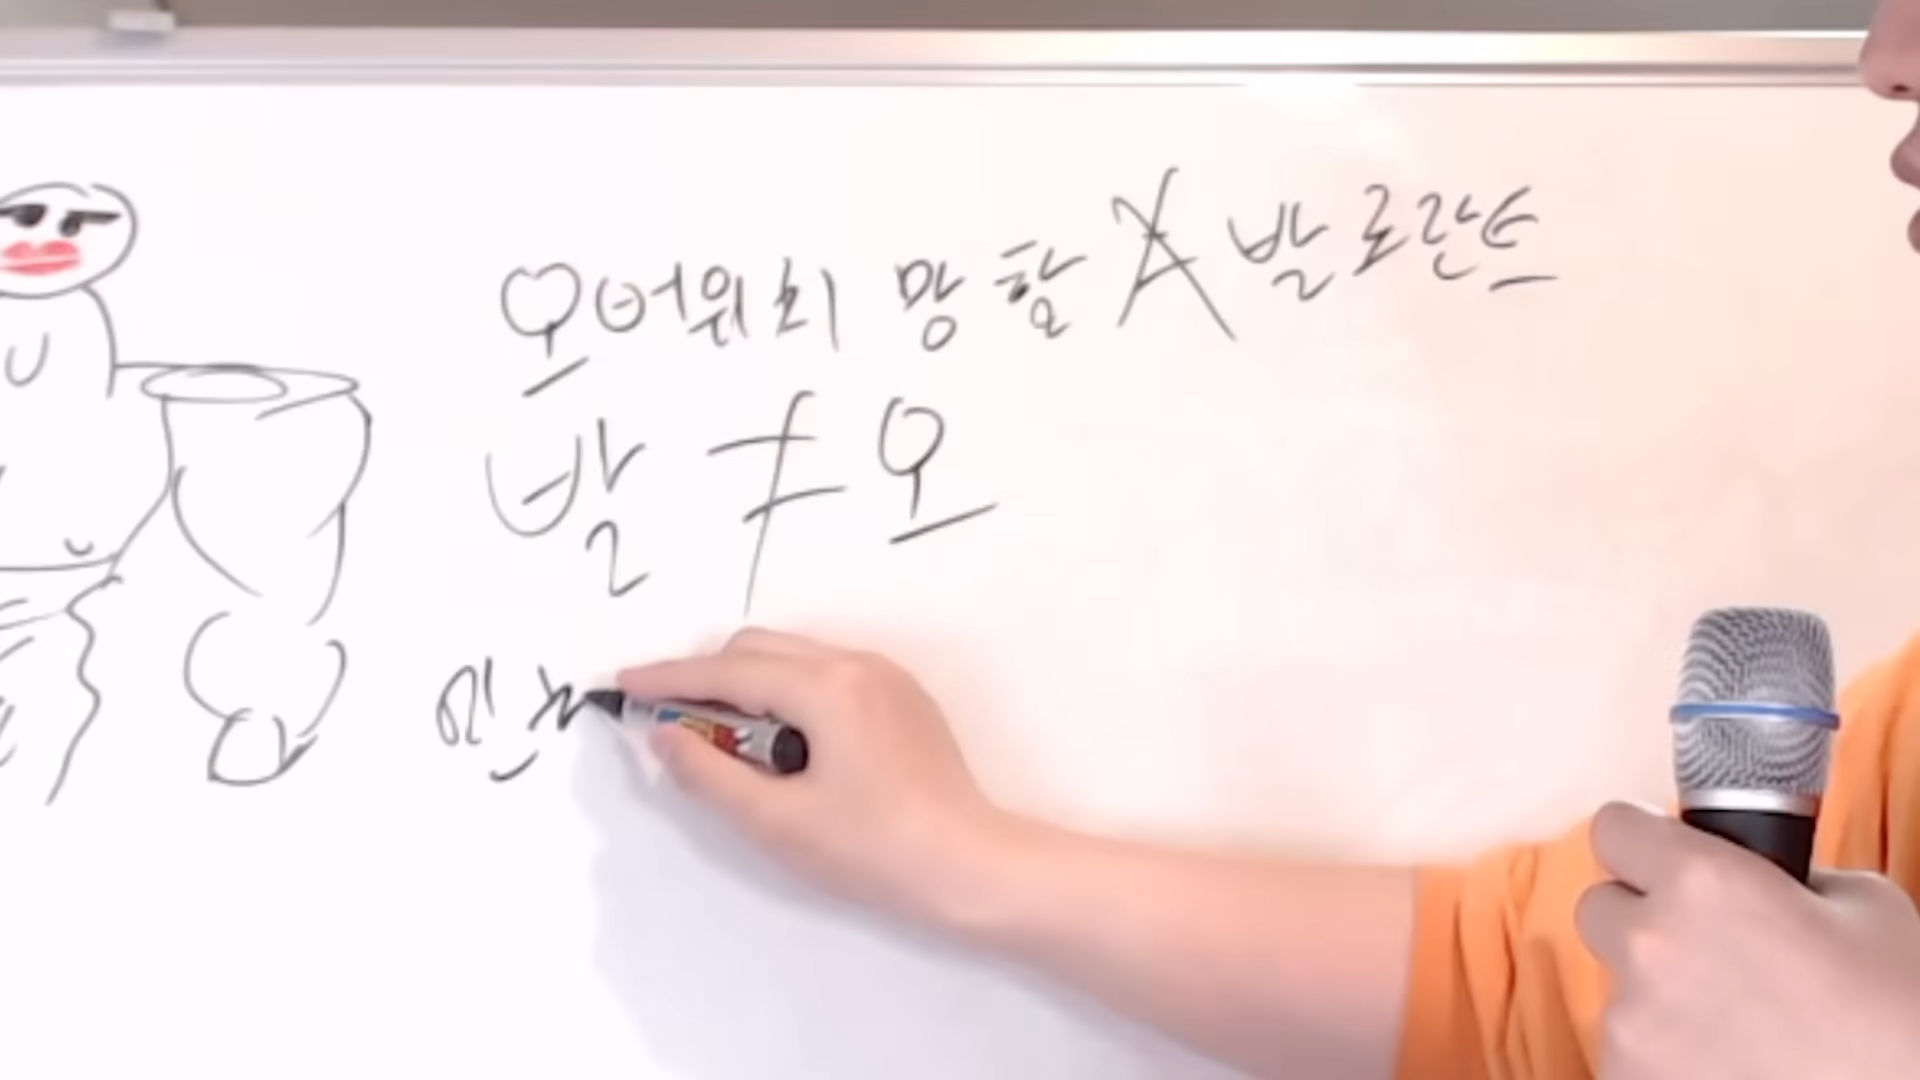 오버워치 망함 발로란트
발 ≠ 오